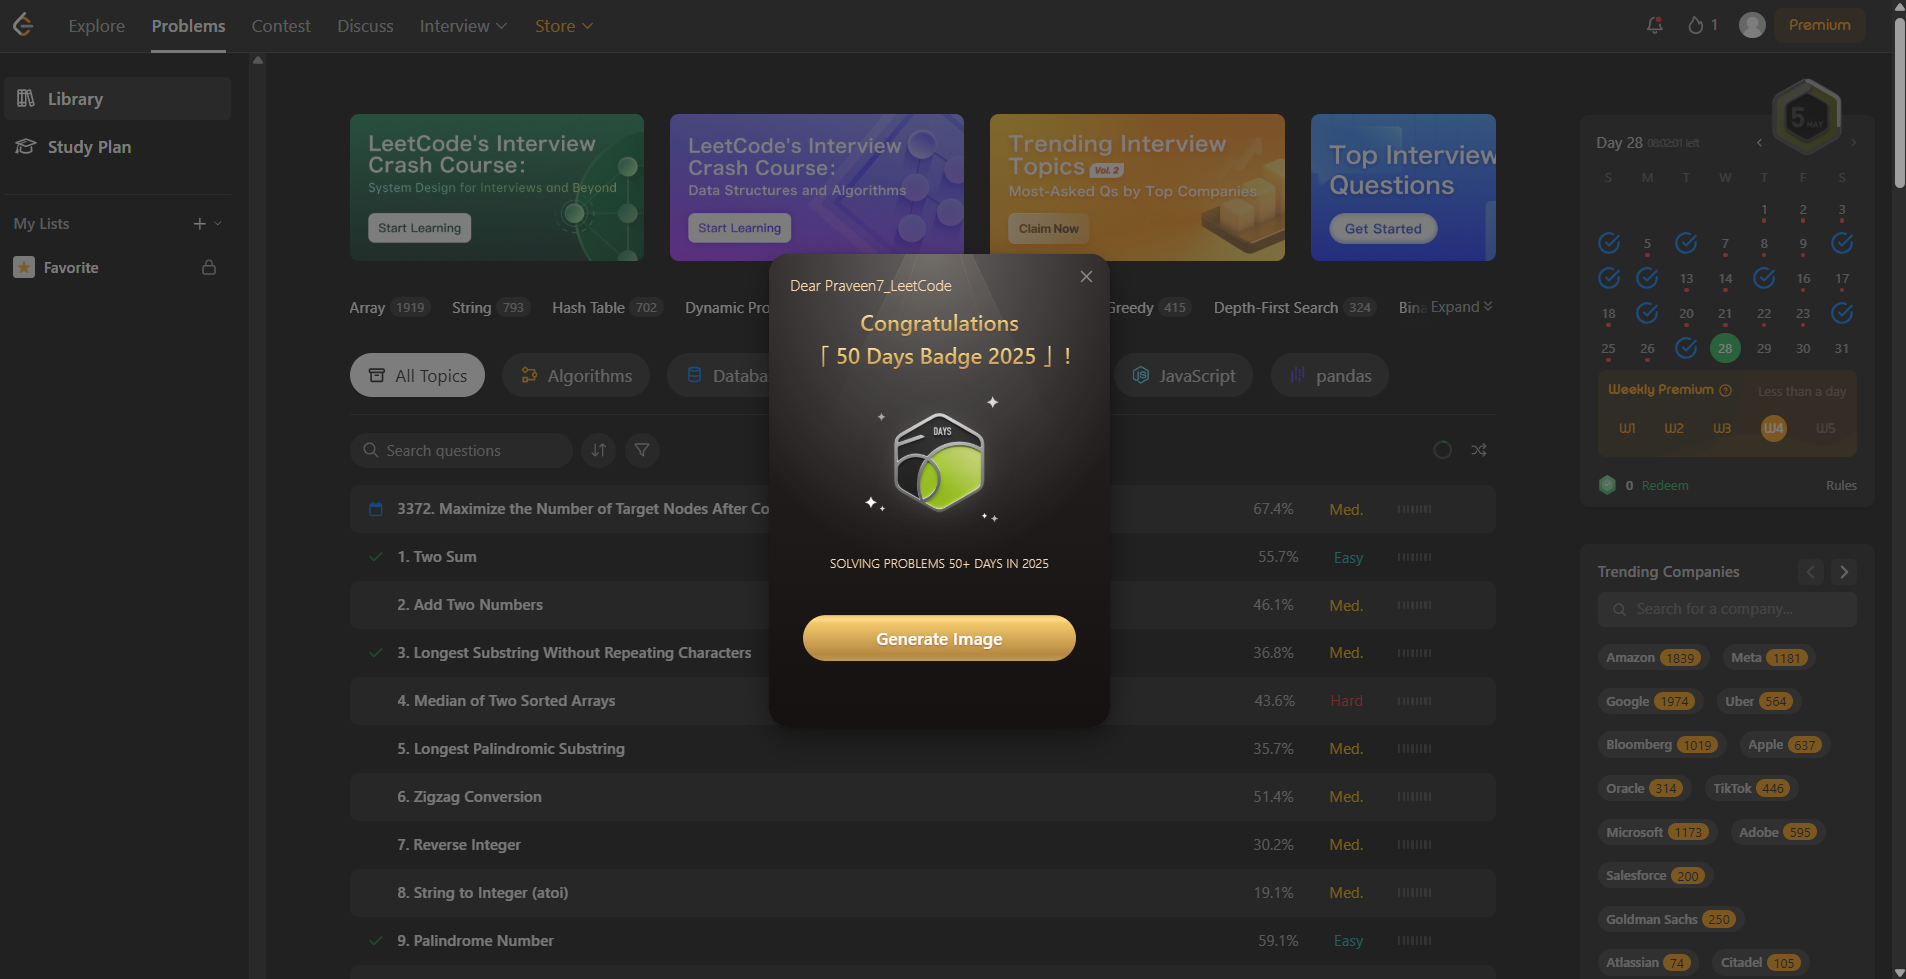 Explore Problems Contest Discuss Interview Store
1 Premium
Library
Study Plan
My Lists
Favorite
LeetCode's Interview
Crash Course:
System Design for Interviews and Beyond
Start Learning
LeetCode's Interview
Crash Course:
Data Structures and Algorithms
Start Learning
Trending Interview
Topics Vol. 2
Most-Asked Qs by Top Companies
Claim Now
Top Interview
Questions
Get Started
Array 1919 String 793 Hash Table 702 Dynamic Pro Greedy 415 Depth-First Search 324 Bina Expand
All Topics Algorithms Databa JavaScript pandas
Search questions
3372. Maximize the Number of Target Nodes After Co 67.4% Med.
1. Two Sum 55.7% Easy
2. Add Two Numbers 46.1% Med.
3. Longest Substring Without Repeating Characters 36.8% Med.
4. Median of Two Sorted Arrays 43.6% Hard
5. Longest Palindromic Substring 35.7% Med.
6. Zigzag Conversion 51.4% Med.
7. Reverse Integer 30.2% Med.
8. String to Integer (atoi) 19.1% Med.
9. Palindrome Number 59.1% Easy
Dear Praveen7_LeetCode
Congratulations
「 50 Days Badge 2025 」!
DAYS
SOLVING PROBLEMS 50+ DAYS IN 2025
Generate Image
5 MAY
Day 28 08:02:01 left
S M T W T F S
1 2 3
5 7 8 9
13 14 16 17
18 20 21 22 23
25 26 28 29 30 31
Weekly Premium Less than a day
W1 W2 W3 W4 W5
0 Redeem Rules
Trending Companies
Search for a company...
Amazon 1839 Meta 1181
Google 1974 Uber 564
Bloomberg 1019 Apple 637
Oracle 314 TikTok 446
Microsoft 1173 Adobe 595
Salesforce 200
Goldman Sachs 250
Atlassian 74 Citadel 105